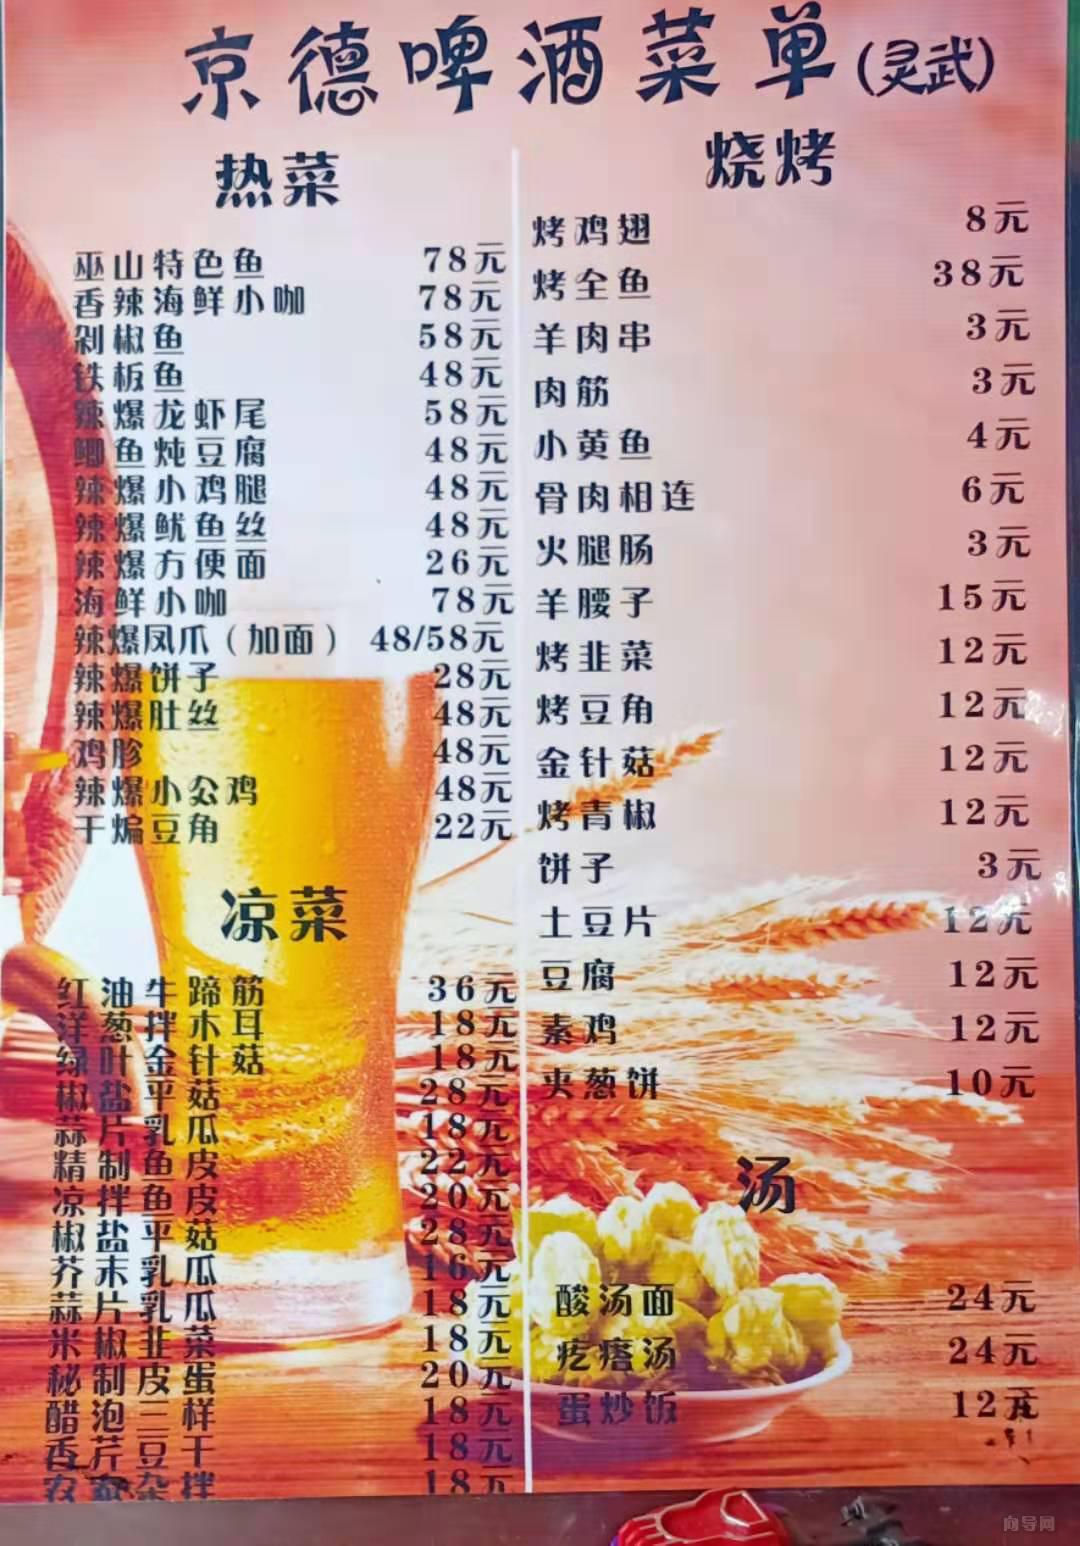 京德啤酒菜单(灵武)
热菜
巫山特色鱼 78元
香辣海鲜小咖 78元
剁椒鱼 58元
铁板鱼 48元
辣爆龙虾尾 58元
鲫鱼炖豆腐 48元
辣爆小鸡腿 48元
辣爆鱿鱼丝 48元
辣爆方便面 26元
海鲜小咖 78元
辣爆凤爪(加面) 48/58元
辣爆饼子 28元
辣爆肚丝 48元
鸡胗 48元
辣爆小公鸡 48元
干煸豆角 22元
凉菜
红油牛蹄筋 36元
洋葱拌木耳 18元
绿叶金针菇 18元
椒盐平菇 28元
蒜片乳瓜 18元
精制鱼皮 22元
凉拌鱼皮 20元
椒盐平菇 28元
芥末乳瓜 16元
蒜片乳瓜 18元
米椒韭菜 18元
秘制皮蛋 20元
醋泡三样 18元
香芹豆干 18元
农家杂拌 18元
烧烤
烤鸡翅 8元
烤全鱼 38元
羊肉串 3元
肉筋 3元
小黄鱼 4元
骨肉相连 6元
火腿肠 3元
羊腰子 15元
烤韭菜 12元
烤豆角 12元
金针菇 12元
烤青椒 12元
饼子 3元
土豆片 12元
豆腐 12元
素鸡 12元
夹葱饼 10元
汤
酸汤面 24元
疙瘩汤 24元
蛋炒饭 12元
向导网